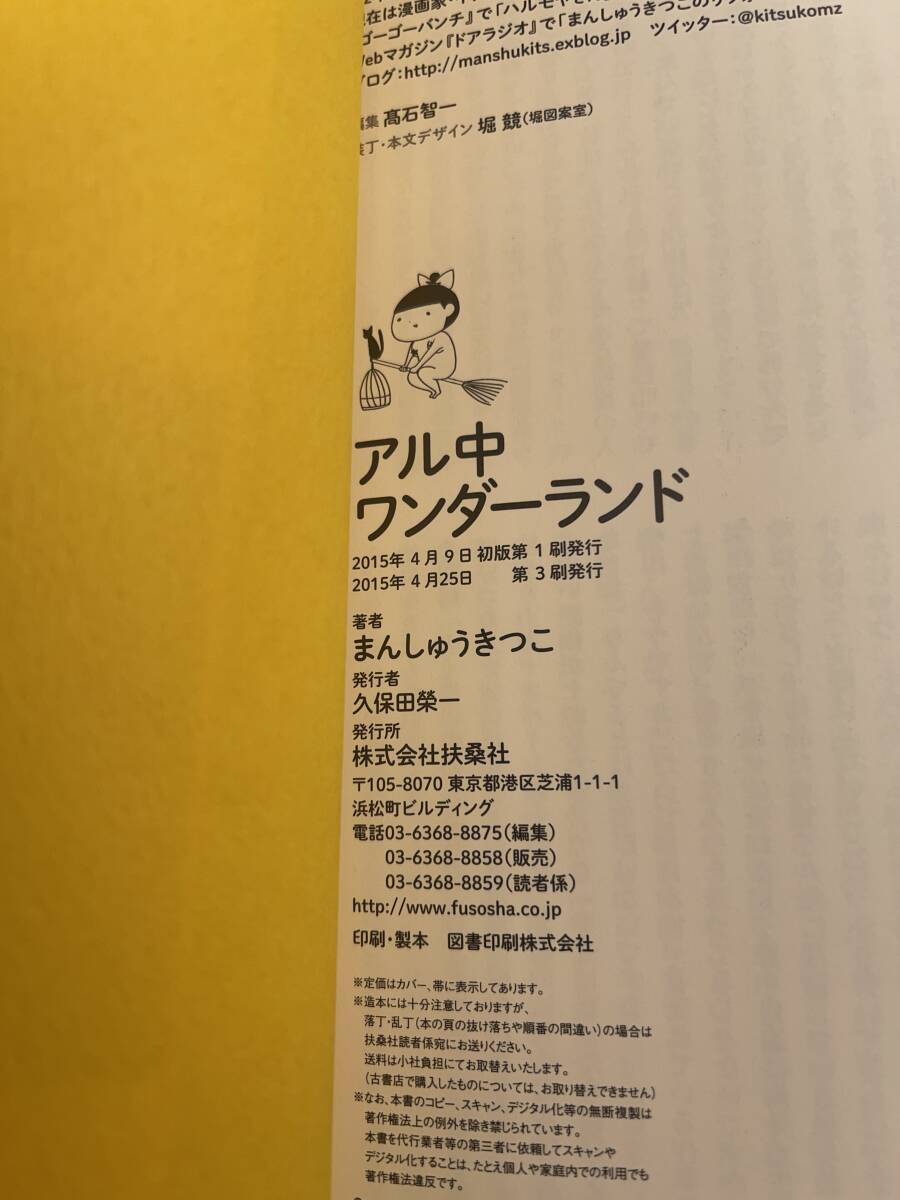 在は漫画家・
ゴーゴーバンチ』で「ハルモヤさん
Webマガジン『ドアラジオ』で「まんしゅうきつこのリフォ
ブログ:http://manshukits.exblog.jp ツイッター:@kitsukomz
編集 髙石智一
装丁・本文デザイン 堀 競(堀図案室)
アル中
ワンダーランド
2015年 4 月 9 日 初版第 1 刷発行
2015年 4 月25日 第 3 刷発行
著者
まんしゅうきつこ
発行者
久保田榮一
発行所
株式会社扶桑社
〒105-8070 東京都港区芝浦1-1-1
浜松町ビルディング
電話03-6368-8875(編集)
03-6368-8858(販売)
03-6368-8859(読者係)
http://www.fusosha.co.jp
印刷・製本 図書印刷株式会社
※定価はカバー、帯に表示してあります。
※造本には十分注意しておりますが、
落丁・乱丁(本の頁の抜け落ちや順番の間違い)の場合は
扶桑社読者係宛にお送りください。
送料は小社負担にてお取替えいたします。
(古書店で購入したものについては、お取り替えできません)
※なお、本書のコピー、スキャン、デジタル化等の無断複製は
著作権法上の例外を除き禁じられています。
本書を代行業者等の第三者に依頼してスキャンや
デジタル化することは、たとえ個人や家庭内での利用でも
著作権法違反です。